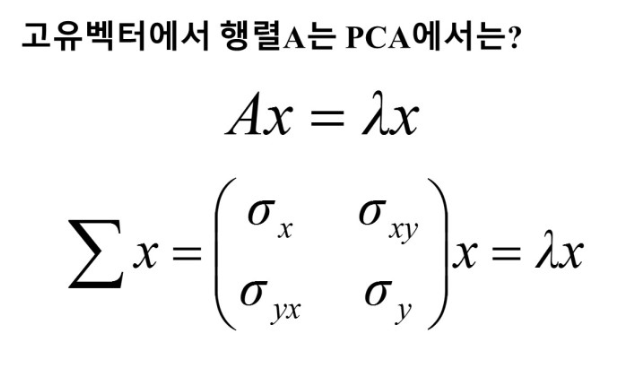 고유벡터에서 행렬A는 PCA에서는?
Ax = λx
∑ x = ( σx σxy
σyx σy ) x = λx